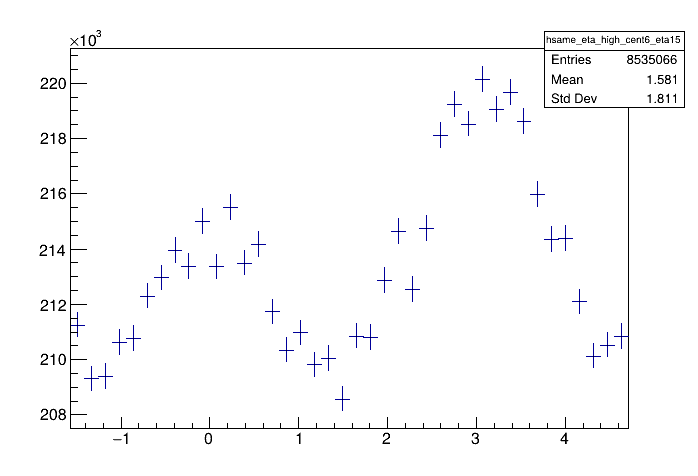 ×10³
hsame_eta_high_cent6_eta15
Entries 8535066
Mean 1.581
Std Dev 1.811
220
218
216
214
212
210
208
−1 0 1 2 3 4